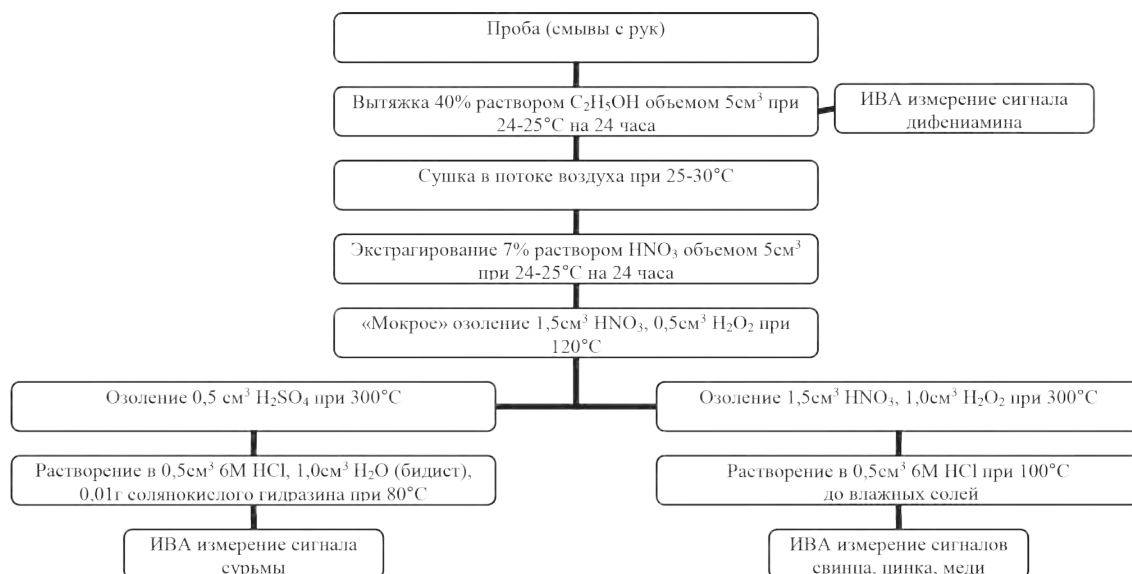 Проба (смывы с рук)
Вытяжка 40% раствором C₂H₅OH объемом 5см³ при
24-25°С на 24 часа
ИВА измерение сигнала
дифениамина
Сушка в потоке воздуха при 25-30°С
Экстрагирование 7% раствором HNO₃ объемом 5см³
при 24-25°С на 24 часа
«Мокрое» озоление 1,5см³ HNO₃, 0,5см³ H₂O₂ при
120°С
Озоление 0,5 см³ H₂SO₄ при 300°С
Озоление 1,5см³ HNO₃, 1,0см³ H₂O₂ при 300°С
Растворение в 0,5см³ 6М HCl, 1,0см³ H₂O (бидист),
0,01г солянокислого гидразина при 80°С
Растворение в 0,5см³ 6М HCl при 100°С
до влажных солей
ИВА измерение сигнала
сурьмы
ИВА измерение сигналов
свинца, цинка, меди